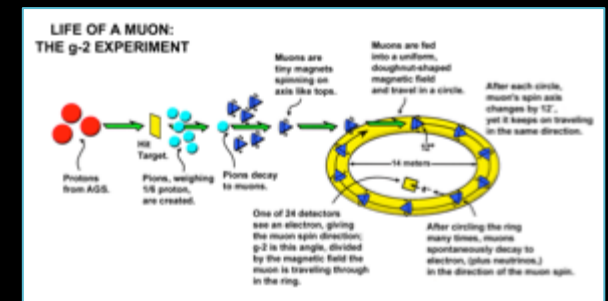 LIFE OF A MUON:
THE g-2 EXPERIMENT
Protons
from AGS.
Hit
Target.
Pions, weighing
1/6 proton,
are created.
Pions decay
to muons.
Muons are
tiny magnets
spinning on
axis like tops.
Muons are fed
into a uniform,
doughnut-shaped
magnetic field
and travel in a circle.
After each circle,
muon's spin axis
changes by 12°,
yet it keeps on traveling
in the same direction.
12°
14 meters
One of 24 detectors
see an electron, giving
the muon spin direction;
g-2 is this angle, divided
by the magnetic field the
muon is traveling through
in the ring.
After circling the ring
many times, muons
spontaneously decay to
electron, (plus neutrinos,)
in the direction of the muon spin.